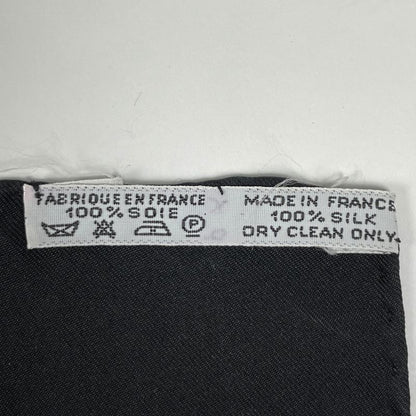 FABRIQUE EN FRANCE
100% SOIE
P
MADE IN FRANCE
100% SILK
DRY CLEAN ONLY.